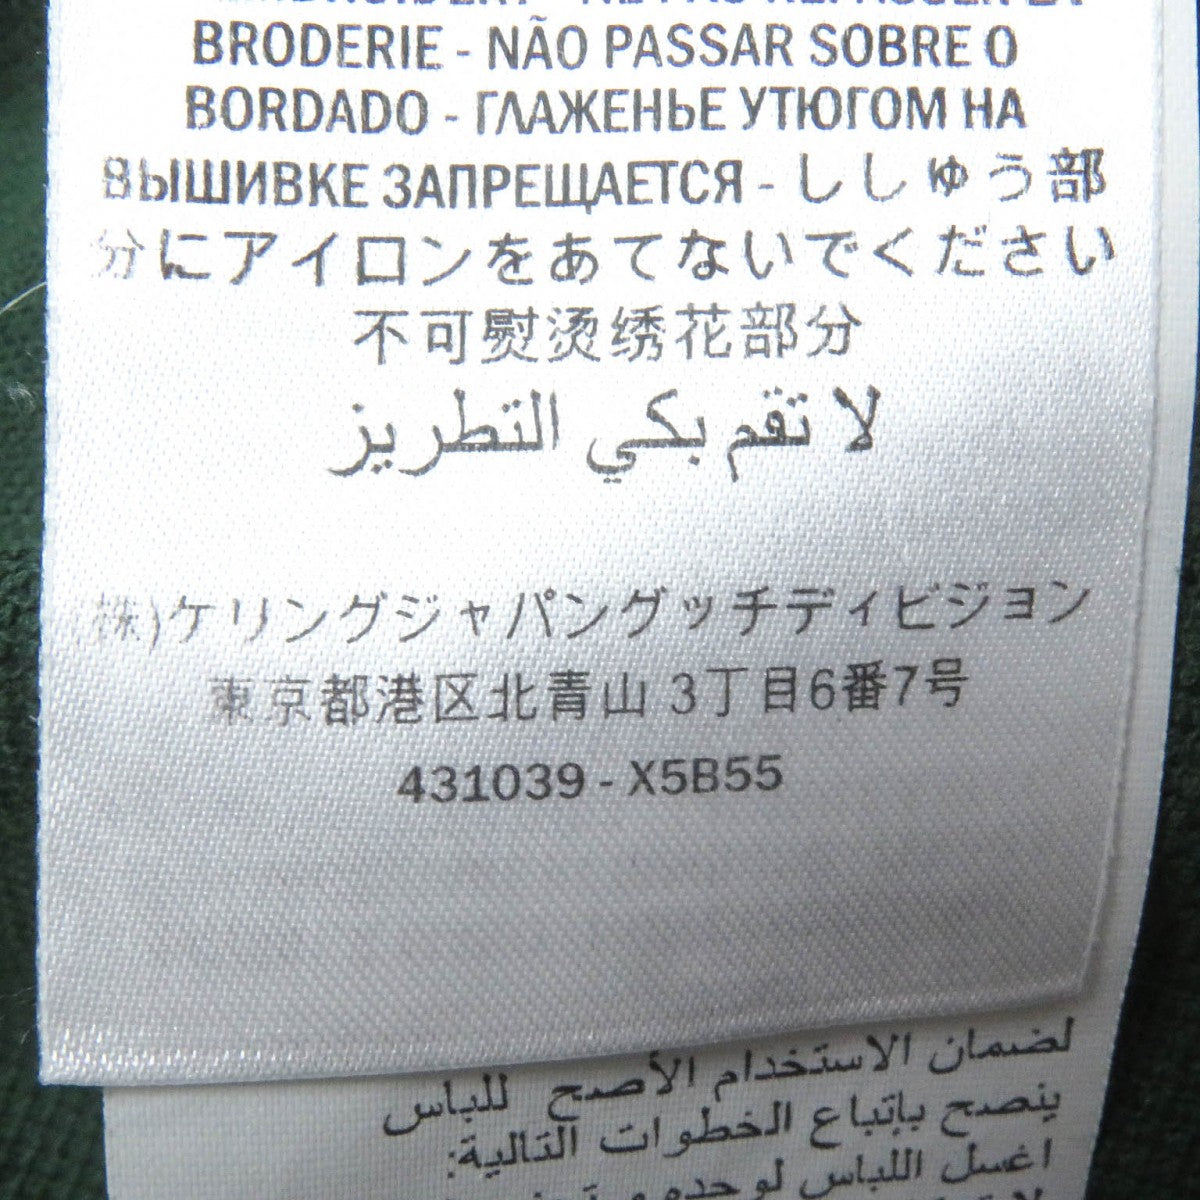 BRODERIE - NÃO PASSAR SOBRE O
BORDADO - ГЛАЖЕНЬЕ УТЮГОМ НА
ВЫШИВКЕ ЗАПРЕЩАЕТСЯ - ししゅう部
分にアイロンをあてないでください
不可熨烫绣花部分
لا تقم بكي التطريز
(株)ケリングジャパングッチディビジョン
東京都港区北青山 3丁目6番7号
431039 - X5B55
لضمان الاستخدام الأصح للباس
ينصح بإتباع الخطوات التالية:
اغسل اللباس لوحده و